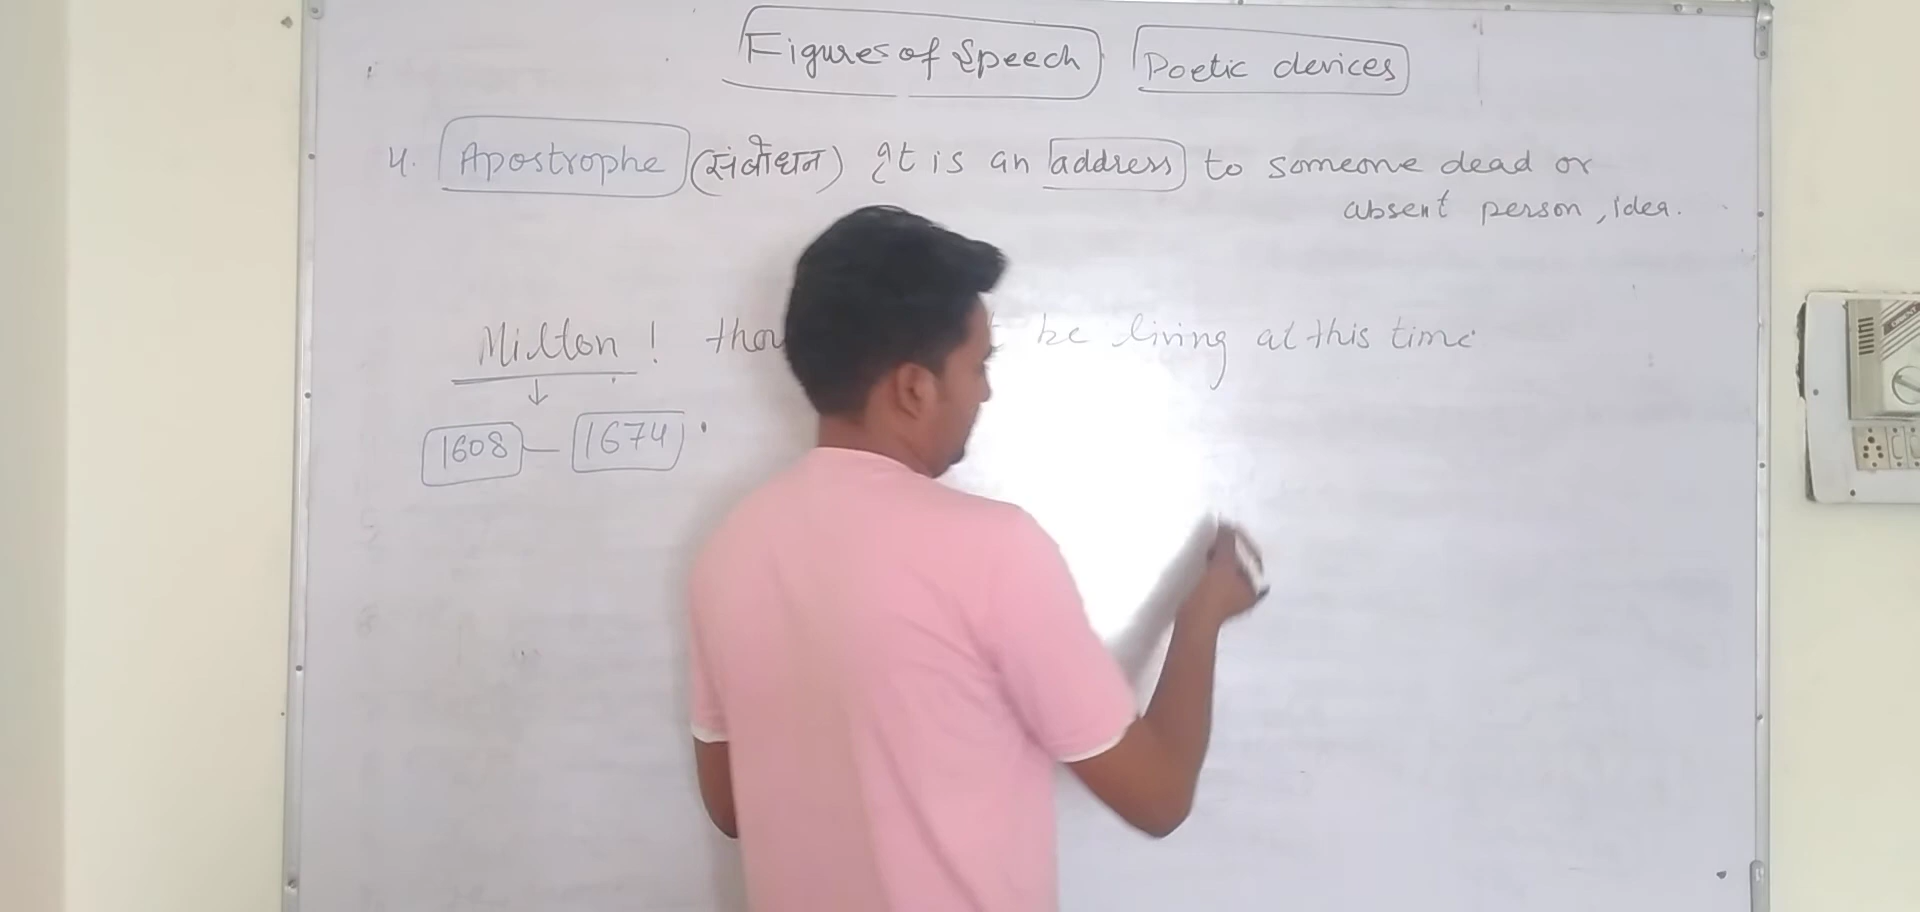 Figures of Speech Poetic devices
4. Apostrophe (संबोधन) It is an address to someone dead or
absent person, idea.
Milton ! be living at this time
1608 — 1674